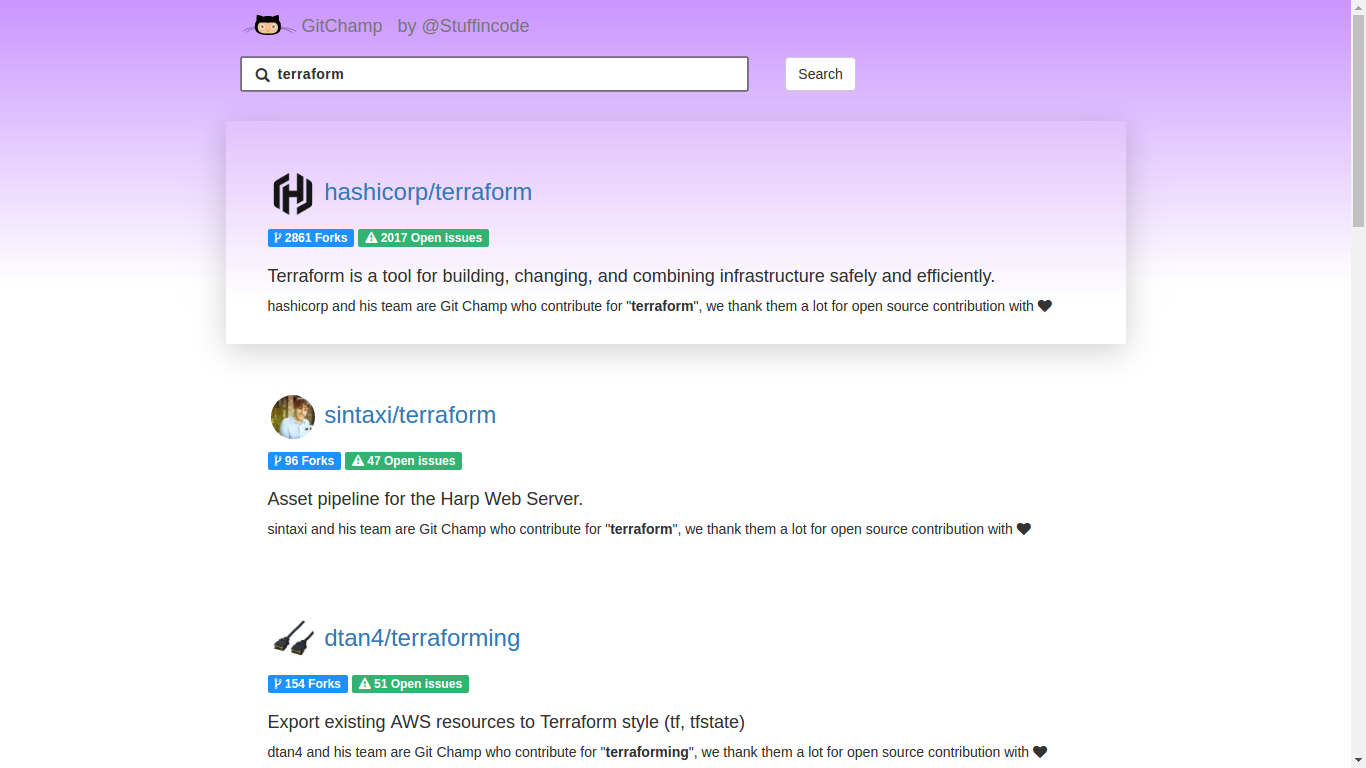 GitChamp by @Stuffincode
terraform
Search
hashicorp/terraform
2861 Forks 2017 Open issues
Terraform is a tool for building, changing, and combining infrastructure safely and efficiently.
hashicorp and his team are Git Champ who contribute for "terraform", we thank them a lot for open source contribution with
sintaxi/terraform
96 Forks 47 Open issues
Asset pipeline for the Harp Web Server.
sintaxi and his team are Git Champ who contribute for "terraform", we thank them a lot for open source contribution with
dtan4/terraforming
154 Forks 51 Open issues
Export existing AWS resources to Terraform style (tf, tfstate)
dtan4 and his team are Git Champ who contribute for "terraforming", we thank them a lot for open source contribution with